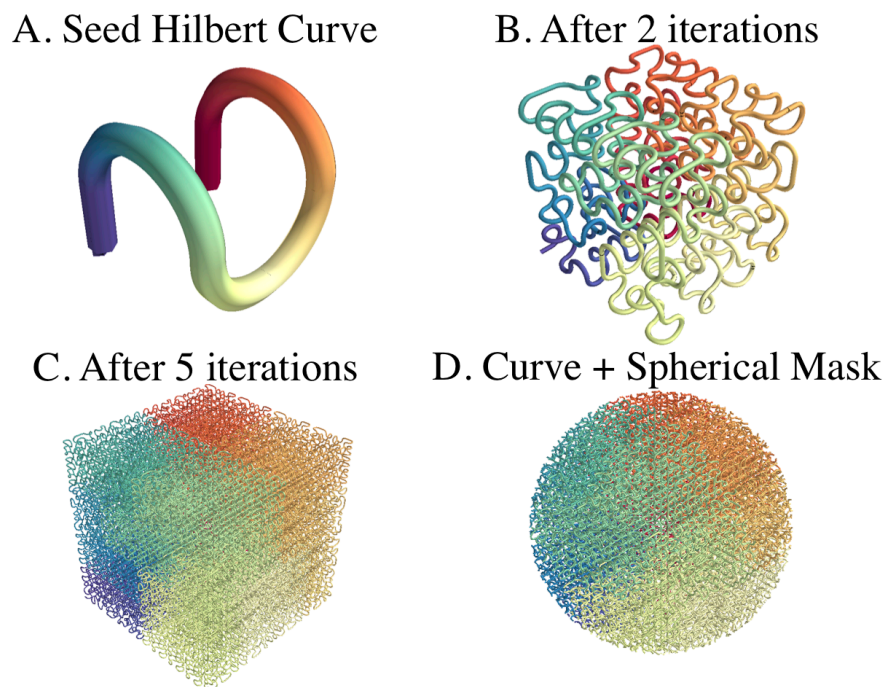 A. Seed Hilbert Curve
B. After 2 iterations
C. After 5 iterations
D. Curve + Spherical Mask